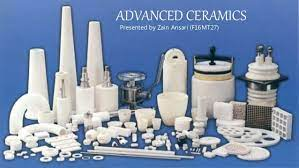 ADVANCED CERAMICS
Presented by Zain Ansari (F16MT27)